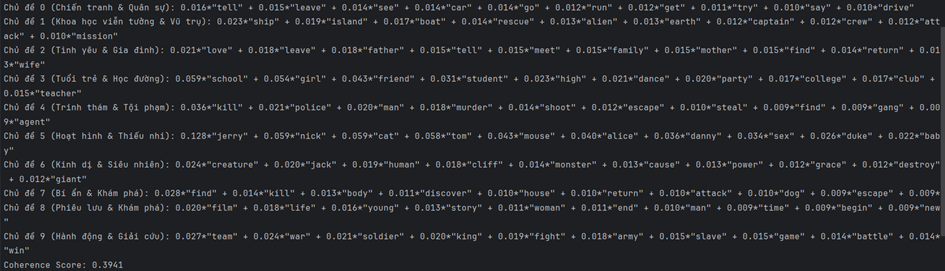 Chủ đề 0 (Chiến tranh & Quân sự): 0.016*"tell" + 0.015*"leave" + 0.014*"see" + 0.014*"car" + 0.014*"go" + 0.012*"run" + 0.012*"get" + 0.011*"try" + 0.010*"say" + 0.010*"drive"
Chủ đề 1 (Khoa học viễn tưởng & Vũ trụ): 0.023*"ship" + 0.019*"island" + 0.017*"boat" + 0.014*"rescue" + 0.013*"alien" + 0.013*"earth" + 0.012*"captain" + 0.012*"crew" + 0.012*"att
ack" + 0.010*"mission"
Chủ đề 2 (Tình yêu & Gia đình): 0.021*"love" + 0.018*"leave" + 0.018*"father" + 0.015*"tell" + 0.015*"meet" + 0.015*"family" + 0.015*"mother" + 0.015*"find" + 0.014*"return" + 0.01
3*"wife"
Chủ đề 3 (Tuổi trẻ & Học đường): 0.059*"school" + 0.054*"girl" + 0.043*"friend" + 0.031*"student" + 0.023*"high" + 0.021*"dance" + 0.020*"party" + 0.017*"college" + 0.017*"club" +
0.015*"teacher"
Chủ đề 4 (Trinh thám & Tội phạm): 0.036*"kill" + 0.021*"police" + 0.020*"man" + 0.018*"murder" + 0.014*"shoot" + 0.012*"escape" + 0.010*"steal" + 0.009*"find" + 0.009*"gang" + 0.00
9*"agent"
Chủ đề 5 (Hoạt hình & Thiếu nhi): 0.128*"jerry" + 0.059*"nick" + 0.059*"cat" + 0.058*"tom" + 0.043*"mouse" + 0.040*"alice" + 0.036*"danny" + 0.034*"sex" + 0.026*"duke" + 0.022*"bab
y"
Chủ đề 6 (Kinh dị & Siêu nhiên): 0.024*"creature" + 0.020*"jack" + 0.019*"human" + 0.018*"cliff" + 0.014*"monster" + 0.013*"cause" + 0.013*"power" + 0.012*"grace" + 0.012*"destroy"
+ 0.012*"giant"
Chủ đề 7 (Bí ẩn & Khám phá): 0.028*"find" + 0.014*"kill" + 0.013*"body" + 0.011*"discover" + 0.010*"house" + 0.010*"return" + 0.010*"attack" + 0.010*"dog" + 0.009*"escape" + 0.009*
Chủ đề 8 (Phiêu lưu & Khám phá): 0.020*"film" + 0.018*"life" + 0.016*"young" + 0.013*"story" + 0.011*"woman" + 0.011*"end" + 0.010*"man" + 0.009*"time" + 0.009*"begin" + 0.009*"new
"
Chủ đề 9 (Hành động & Giải cứu): 0.027*"team" + 0.024*"war" + 0.021*"soldier" + 0.020*"king" + 0.019*"fight" + 0.018*"army" + 0.015*"slave" + 0.015*"game" + 0.014*"battle" + 0.014*
"win"
Coherence Score: 0.3941